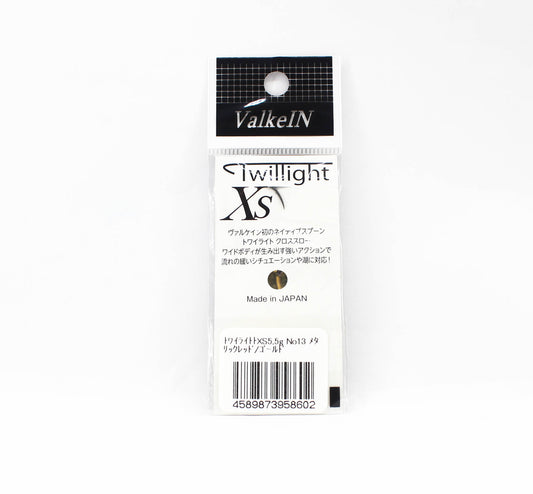 ValkeIN
Twillight
XS
ヴァルケイン初のネイティブスプーン
トワイライト クロススロー
ワイドボディが生み出す強いアクションで
流れの緩いシチュエーションや湖に対応！
Made in JAPAN
ﾄﾜｲﾗｲﾄﾄXS5.5g No13 ﾒﾀ
ﾘｯｸﾚｯﾄﾞ/ｺﾞｰﾙﾄﾞ
4589873958602